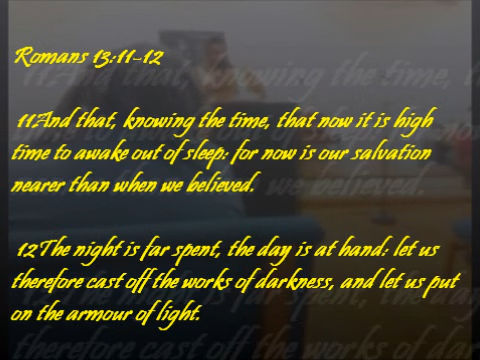 Romans 13:11-12
11And that, knowing the time, that now it is high
time to awake out of sleep: for now is our salvation
nearer than when we believed.
12The night is far spent, the day is at hand: let us
therefore cast off the works of darkness, and let us put
on the armour of light.